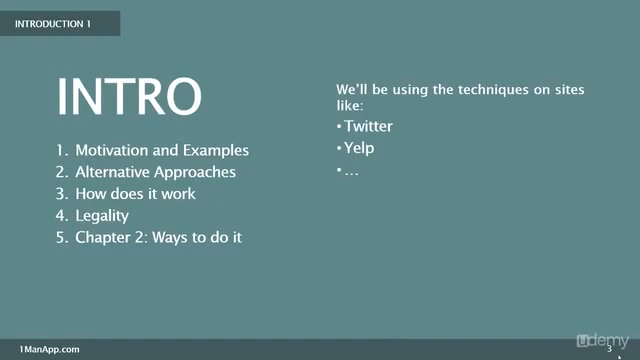 INTRODUCTION 1
INTRO
1. Motivation and Examples
2. Alternative Approaches
3. How does it work
4. Legality
5. Chapter 2: Ways to do it
We'll be using the techniques on sites
like:
• Twitter
• Yelp
• …
1ManApp.com
3
udemy